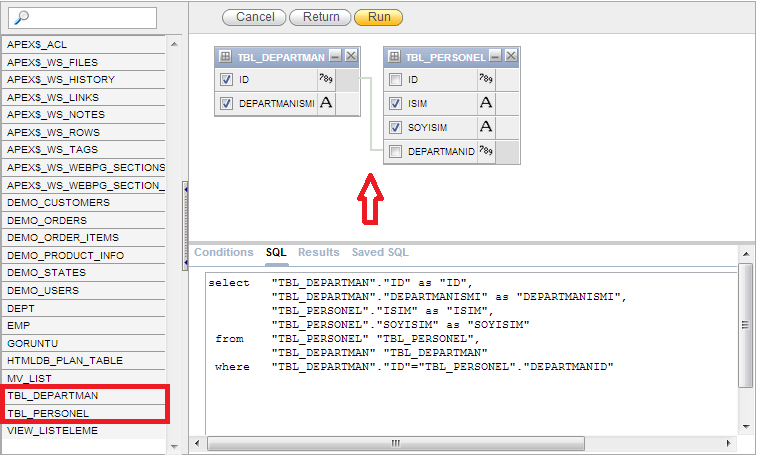 Cancel Return Run
APEX$_ACL
APEX$_WS_FILES
APEX$_WS_HISTORY
APEX$_WS_LINKS
APEX$_WS_NOTES
APEX$_WS_ROWS
APEX$_WS_TAGS
APEX$_WS_WEBPG_SECTIONS
APEX$_WS_WEBPG_SECTION_
DEMO_CUSTOMERS
DEMO_ORDERS
DEMO_ORDER_ITEMS
DEMO_PRODUCT_INFO
DEMO_STATES
DEMO_USERS
DEPT
EMP
GORUNTU
HTMLDB_PLAN_TABLE
MV_LIST
TBL_DEPARTMAN
TBL_PERSONEL
VIEW_LISTELEME
TBL_DEPARTMAN
ID 789
DEPARTMANISMI A
TBL_PERSONEL
ID 789
ISIM A
SOYISIM A
DEPARTMANID 789
Conditions SQL Results Saved SQL
select "TBL_DEPARTMAN"."ID" as "ID",
"TBL_DEPARTMAN"."DEPARTMANISMI" as "DEPARTMANISMI",
"TBL_PERSONEL"."ISIM" as "ISIM",
"TBL_PERSONEL"."SOYISIM" as "SOYISIM"
from "TBL_PERSONEL" "TBL_PERSONEL",
"TBL_DEPARTMAN" "TBL_DEPARTMAN"
where "TBL_DEPARTMAN"."ID"="TBL_PERSONEL"."DEPARTMANID"